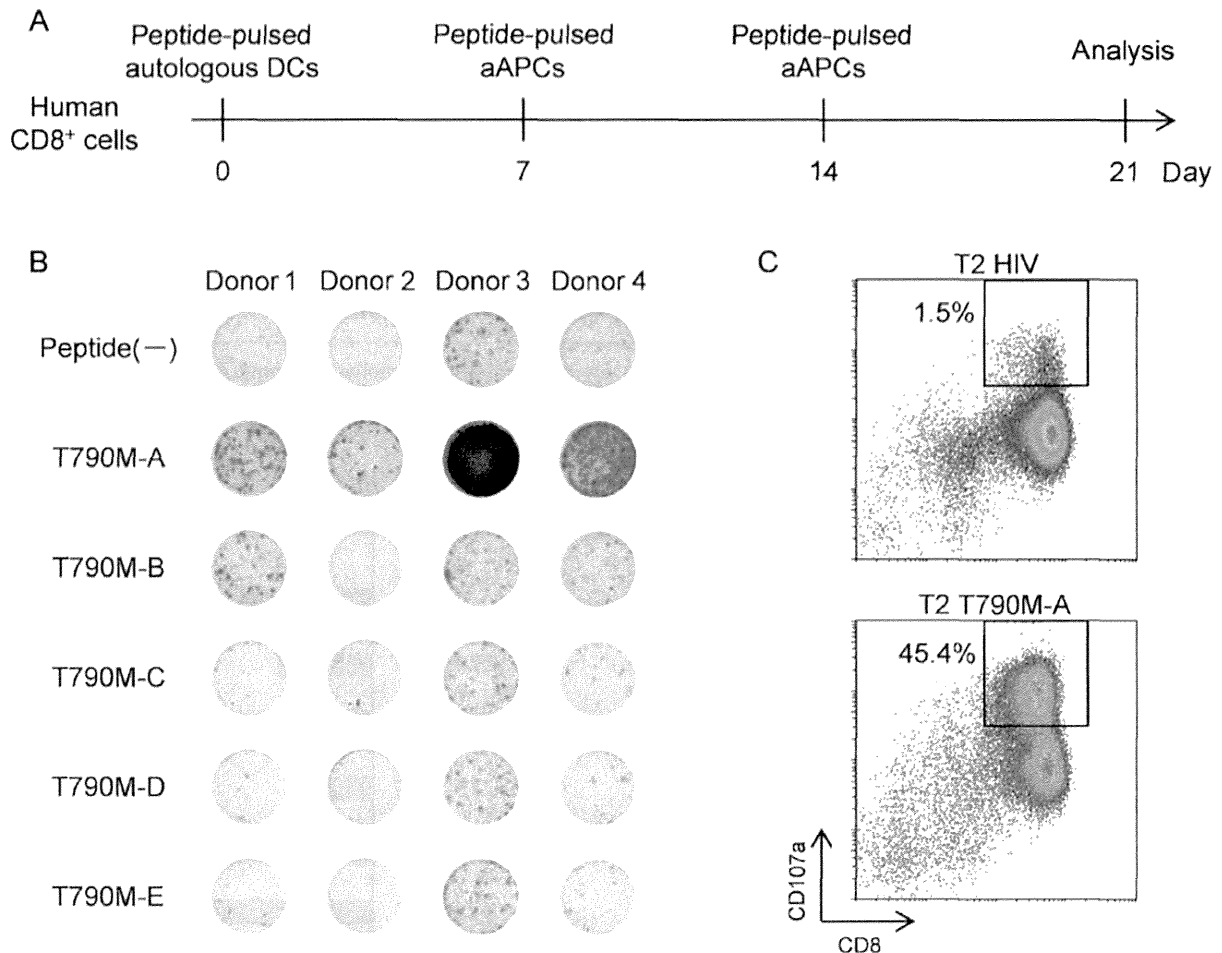 A
Peptide-pulsed
autologous DCs
Peptide-pulsed
aAPCs
Peptide-pulsed
aAPCs
Analysis
Human
CD8⁺ cells
0
7
14
21
Day
B
Donor 1
Donor 2
Donor 3
Donor 4
Peptide(—)
T790M-A
T790M-B
T790M-C
T790M-D
T790M-E
C
T2 HIV
1.5%
T2 T790M-A
45.4%
CD107a
CD8